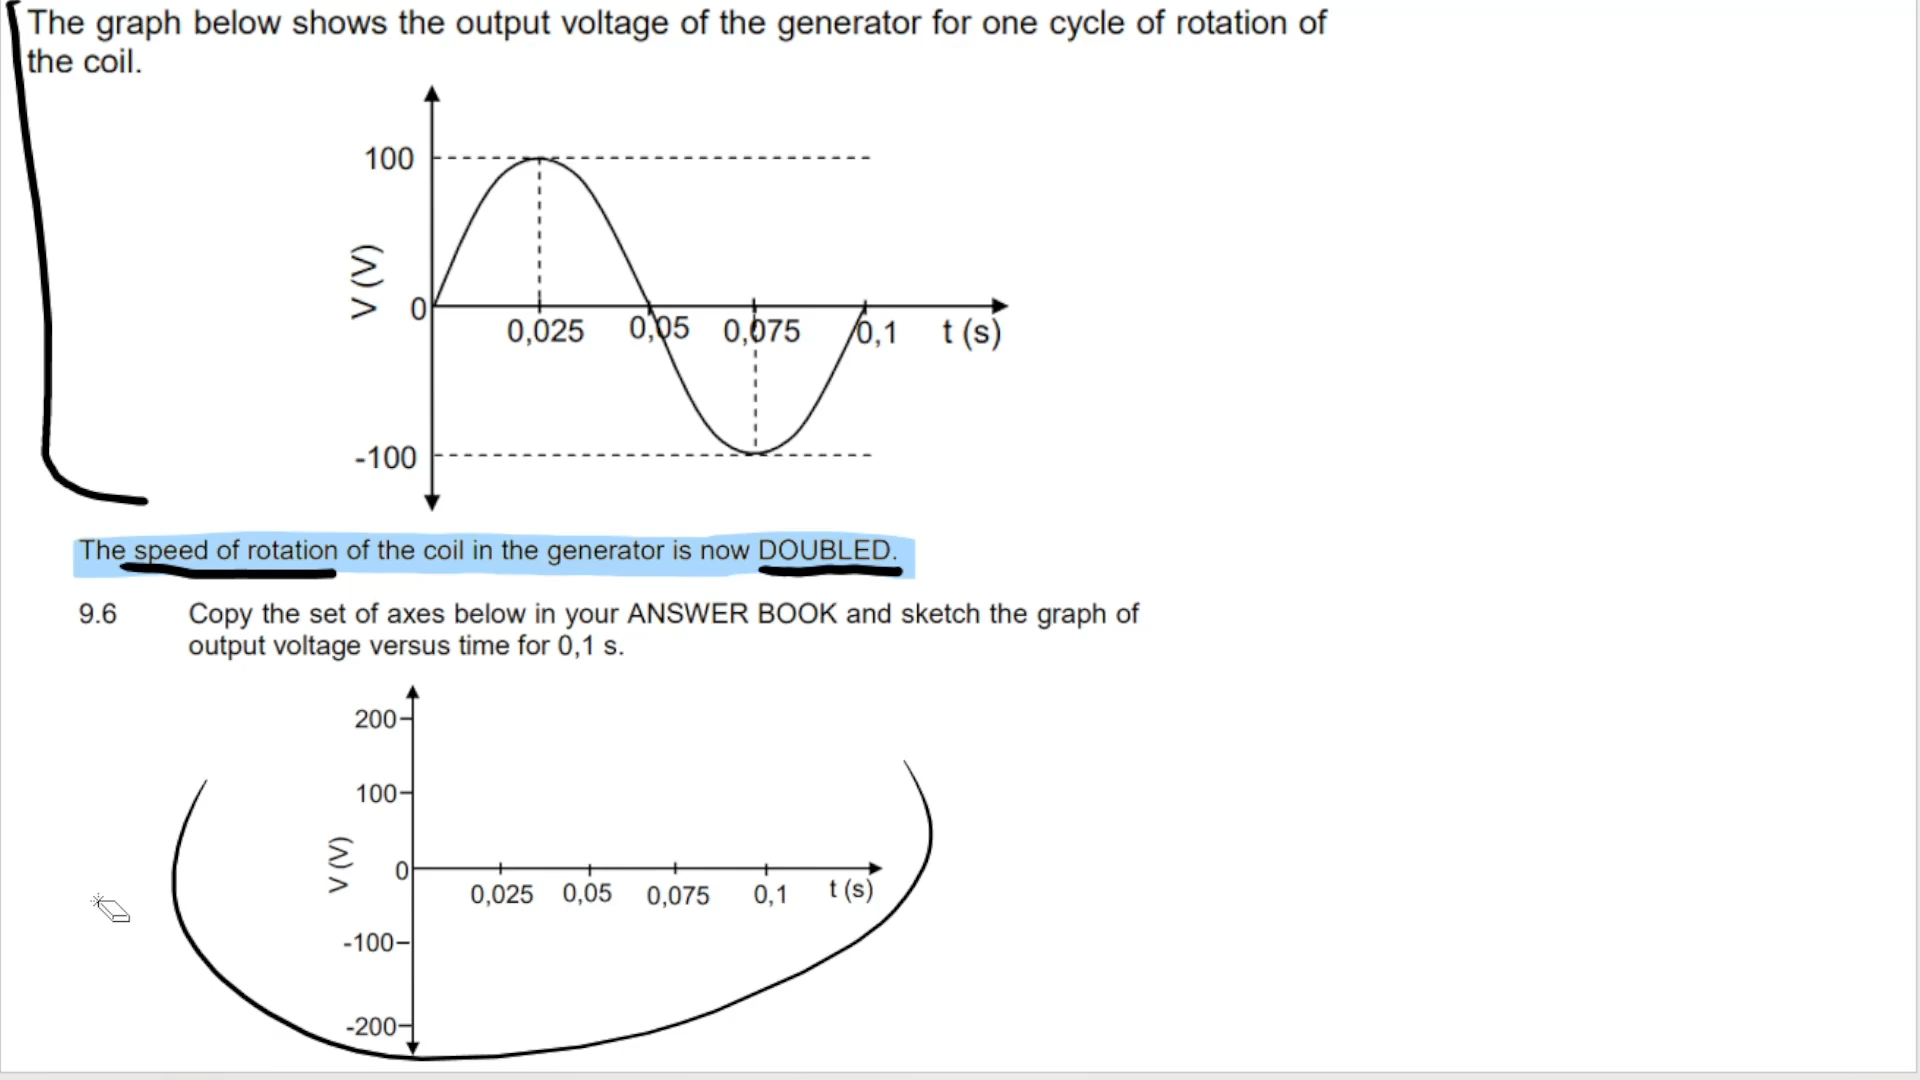 The graph below shows the output voltage of the generator for one cycle of rotation of
the coil.
100
V (V)
0
0,025
0,05
0,075
0,1
t (s)
-100
The speed of rotation of the coil in the generator is now DOUBLED.
9.6 Copy the set of axes below in your ANSWER BOOK and sketch the graph of
output voltage versus time for 0,1 s.
200
100
V (V)
0
0,025
0,05
0,075
0,1
t (s)
-100
-200